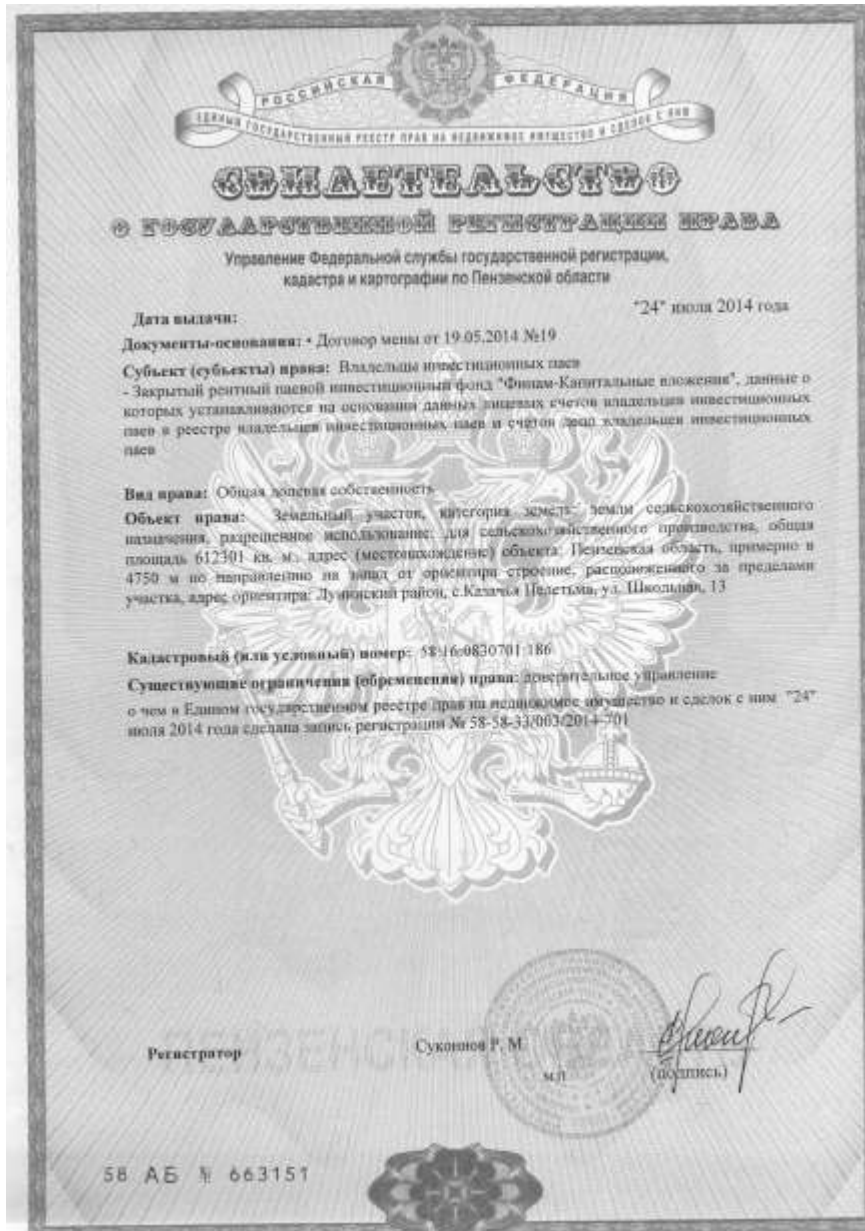 РОССИЙСКАЯ ФЕДЕРАЦИЯ
ЕДИНЫЙ ГОСУДАРСТВЕННЫЙ РЕЕСТР ПРАВ НА НЕДВИЖИМОЕ ИМУЩЕСТВО И СДЕЛОК С НИМ
СВИДЕТЕЛЬСТВО
О ГОСУДАРСТВЕННОЙ РЕГИСТРАЦИИ ПРАВА
Управление Федеральной службы государственной регистрации,
кадастра и картографии по Пензенской области
Дата выдачи: "24" июля 2014 года
Документы-основания: • Договор мены от 19.05.2014 №19
Субъект (субъекты) права: Владельцы инвестиционных паев
- Закрытый рентный паевой инвестиционный фонд "Финам-Капитальные вложения", данные о
которых устанавливаются на основании данных лицевых счетов владельцев инвестиционных
паев в реестре владельцев инвестиционных паев и счетов депо владельцев инвестиционных
паев
Вид права: Общая долевая собственность
Объект права: Земельный участок, категория земель: земли сельскохозяйственного
назначения, разрешенное использование: для сельскохозяйственного производства, общая
площадь 612301 кв. м., адрес (местонахождение) объекта: Пензенская область, примерно в
4750 м по направлению на запад от ориентира строение, расположенного за пределами
участка, адрес ориентира: Лунинский район, с.Казачья Пелетьма, ул. Школьная, 13
Кадастровый (или условный) номер: 58:16:0830701:186
Существующие ограничения (обременения) права: доверительное управление
о чем в Едином государственном реестре прав на недвижимое имущество и сделок с ним "24"
июля 2014 года сделана запись регистрации № 58-58-33/003/2014-701
Регистратор Суконнов Р. М.
м.п. (подпись)
58 АБ № 663151